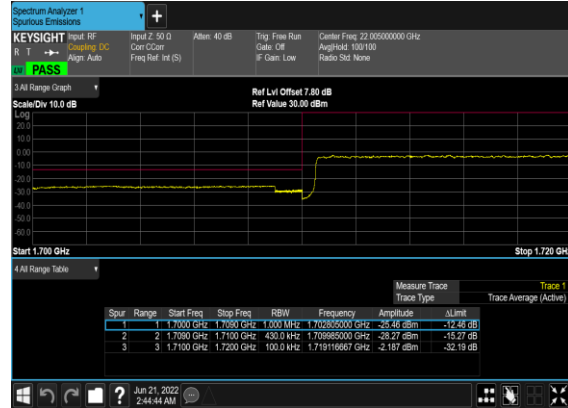 Spectrum Analyzer 1
Spurious Emissions
KEYSIGHT Input: RF Input Z: 50 Ω Atten: 40 dB Trig: Free Run Center Freq: 22.005000000 GHz
R T Coupling: DC Corr CCorr Gate: Off Avg|Hold: 100/100
Align: Auto Freq Ref: Int (S) IF Gain: Low Radio Std: None
LM PASS
3 All Range Graph
Ref Lvl Offset 7.80 dB
Scale/Div 10.0 dB Ref Value 30.00 dBm
Log
20.0
10.0
0.00
-10.0
-20.0
-30.0
-40.0
-50.0
-60.0
Start 1.700 GHz Stop 1.720 GHz
4 All Range Table
Measure Trace Trace 1
Trace Type Trace Average (Active)
Spur Range Start Freq Stop Freq RBW Frequency Amplitude ΔLimit
1 1 1.7000 GHz 1.7090 GHz 1.000 MHz 1.702805000 GHz -25.46 dBm -12.46 dB
2 2 1.7090 GHz 1.7100 GHz 430.0 kHz 1.709985000 GHz -28.27 dBm -15.27 dB
3 3 1.7100 GHz 1.7200 GHz 100.0 kHz 1.719116667 GHz -2.187 dBm -32.19 dB
? Jun 21, 2022
2:44:44 AM